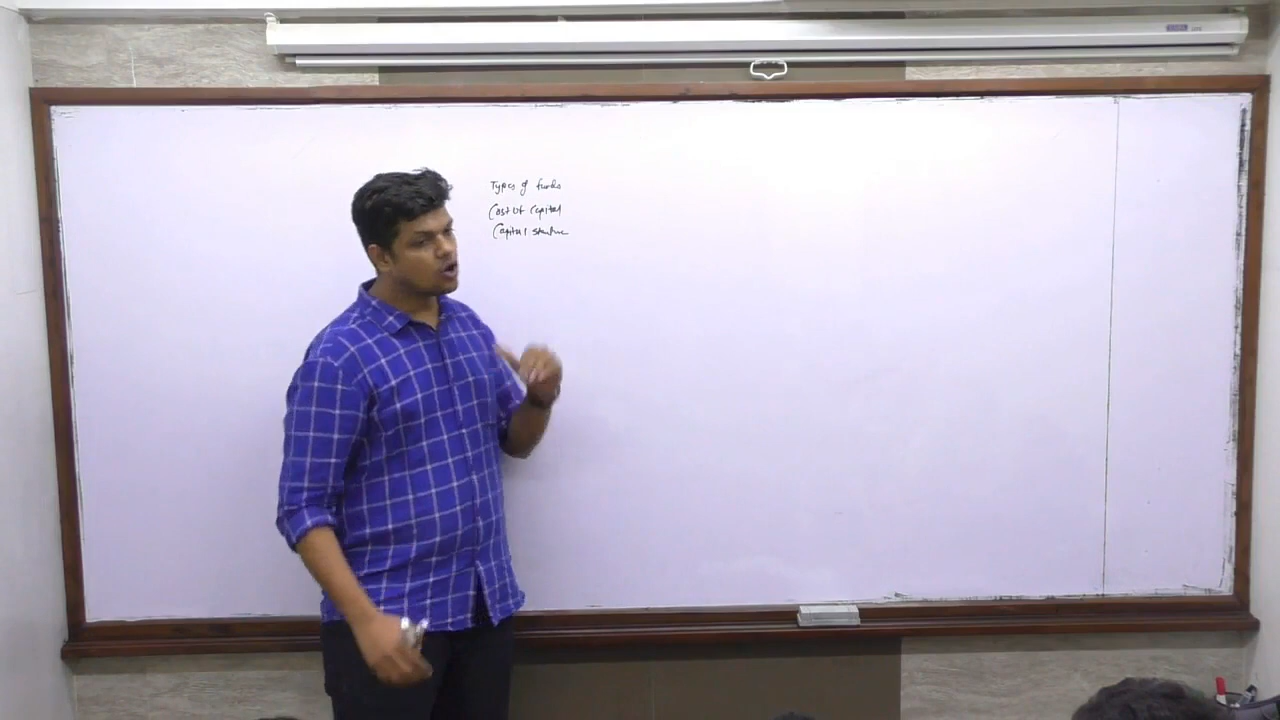 Types of funds
Cost of Capital
Capital structure